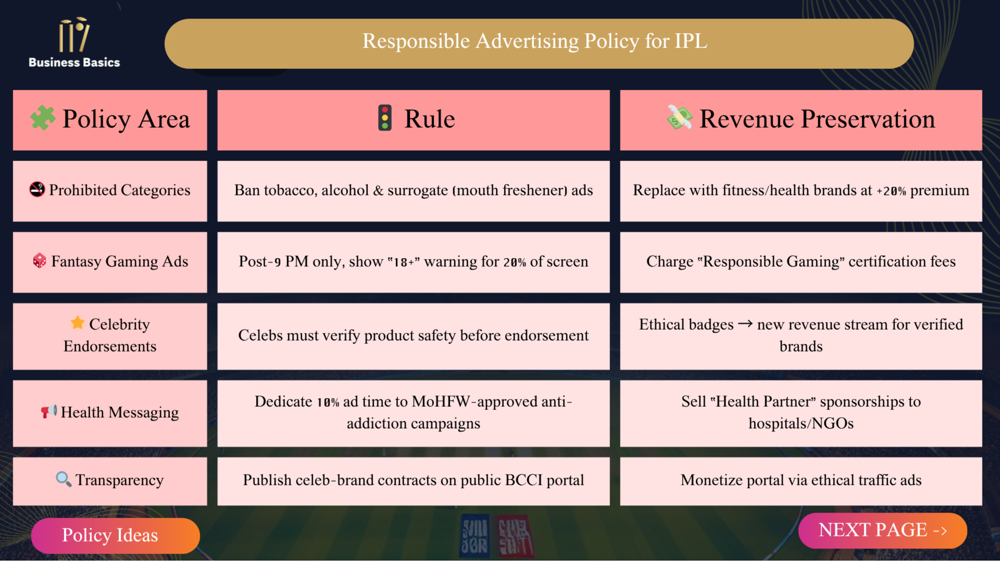 Business Basics
Responsible Advertising Policy for IPL
Policy Area
Rule
Revenue Preservation
Prohibited Categories
Ban tobacco, alcohol & surrogate (mouth freshener) ads
Replace with fitness/health brands at +20% premium
Fantasy Gaming Ads
Post-9 PM only, show "18+" warning for 20% of screen
Charge "Responsible Gaming" certification fees
Celebrity
Endorsements
Celebs must verify product safety before endorsement
Ethical badges → new revenue stream for verified
brands
Health Messaging
Dedicate 10% ad time to MoHFW-approved anti-
addiction campaigns
Sell "Health Partner" sponsorships to
hospitals/NGOs
Transparency
Publish celeb-brand contracts on public BCCI portal
Monetize portal via ethical traffic ads
Policy Ideas
NEXT PAGE ->